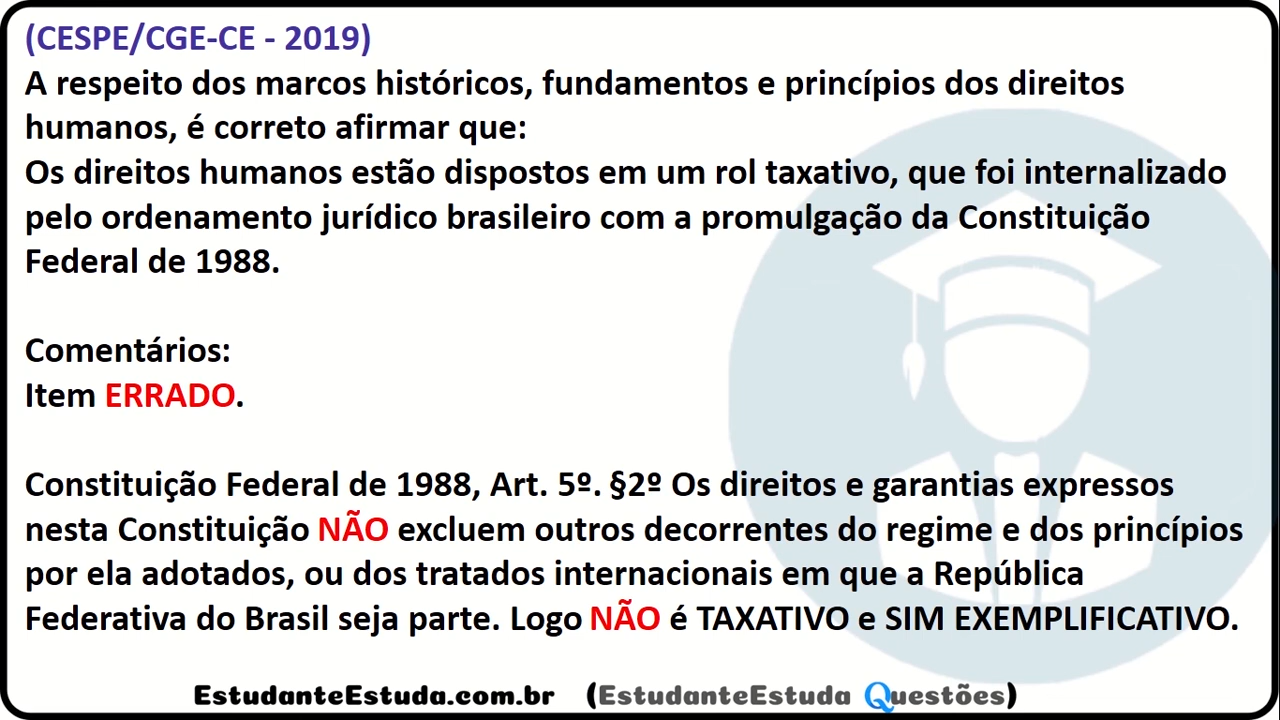 (CESPE/CGE-CE - 2019)
A respeito dos marcos históricos, fundamentos e princípios dos direitos
humanos, é correto afirmar que:
Os direitos humanos estão dispostos em um rol taxativo, que foi internalizado
pelo ordenamento jurídico brasileiro com a promulgação da Constituição
Federal de 1988.
Comentários:
Item ERRADO.
Constituição Federal de 1988, Art. 5º. §2º Os direitos e garantias expressos
nesta Constituição NÃO excluem outros decorrentes do regime e dos princípios
por ela adotados, ou dos tratados internacionais em que a República
Federativa do Brasil seja parte. Logo NÃO é TAXATIVO e SIM EXEMPLIFICATIVO.
EstudanteEstuda.com.br (EstudanteEstuda Questões)